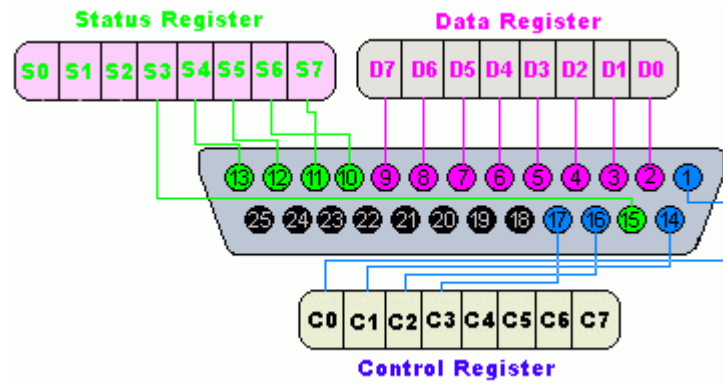 Status Register Data Register
S0 S1 S2 S3 S4 S5 S6 S7 D7 D6 D5 D4 D3 D2 D1 D0
13 12 11 10 9 8 7 6 5 4 3 2 1
25 24 23 22 21 20 19 18 17 16 15 14
C0 C1 C2 C3 C4 C5 C6 C7
Control Register